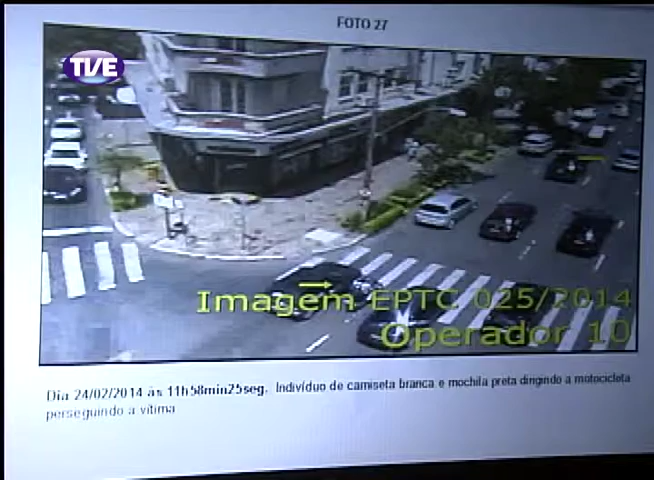 FOTO 27
TVE
Imagem EPTC 025/2014
Operador 10
Dia 24/02/2014 às 11h58min25seg. Indivíduo de camiseta branca e mochila preta dirigindo a motocicleta
perseguindo a vítima